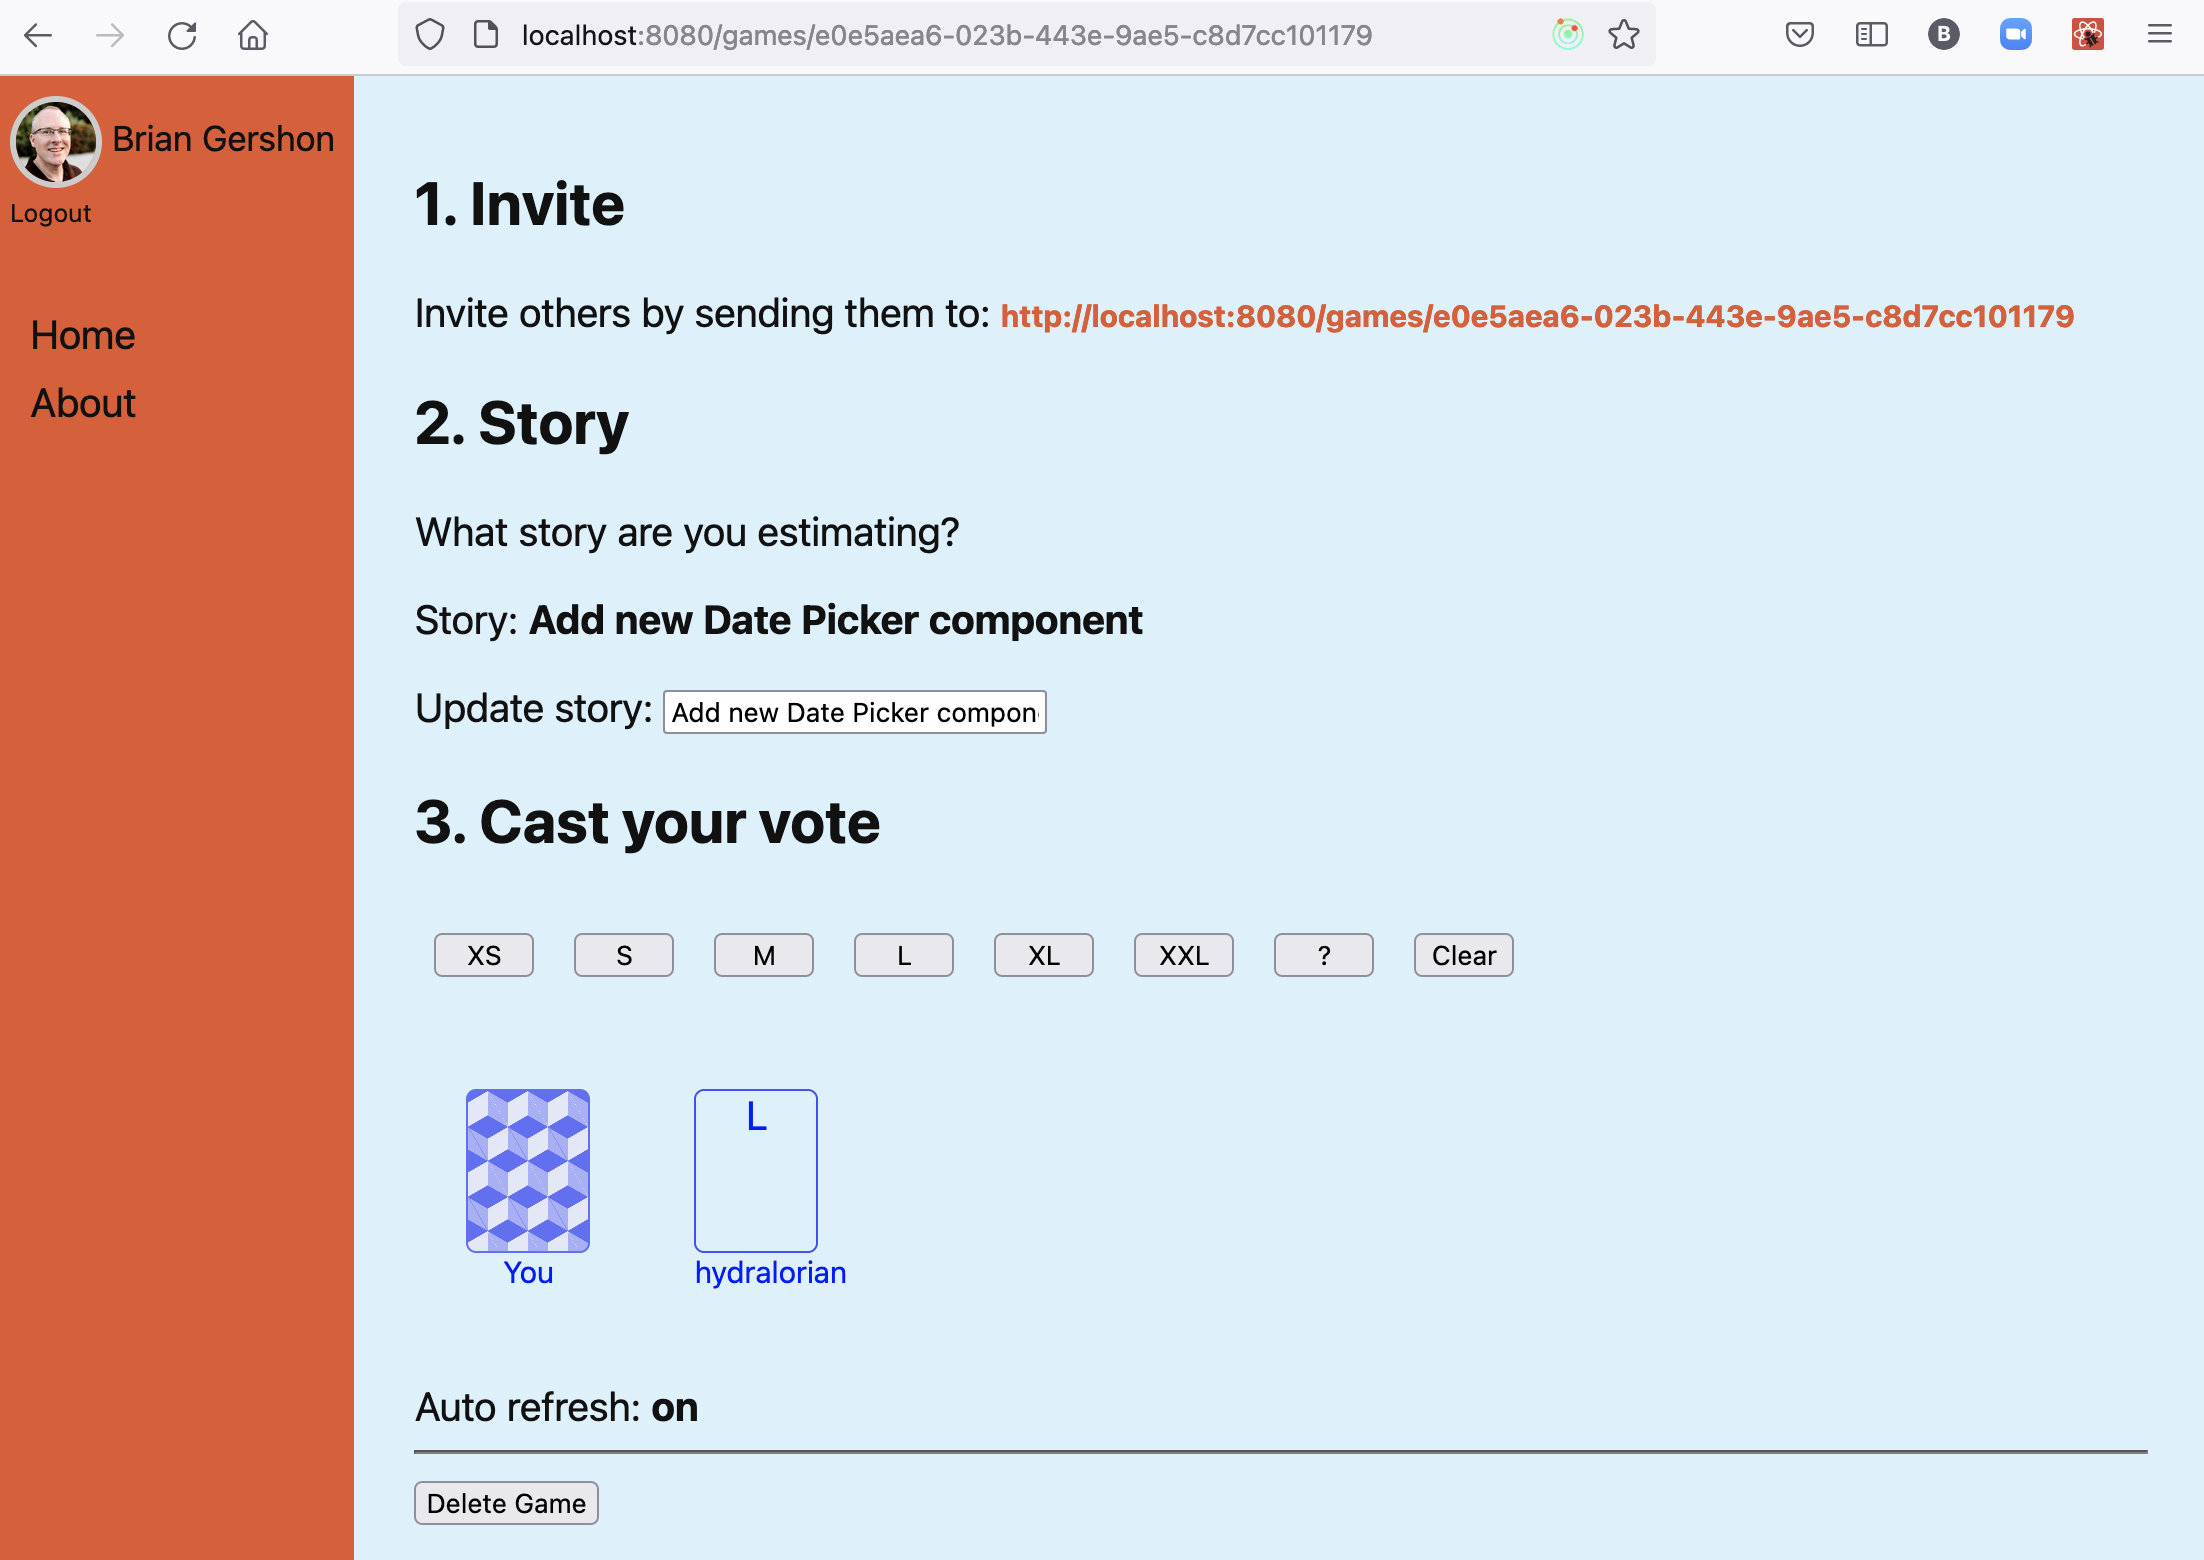 localhost:8080/games/e0e5aea6-023b-443e-9ae5-c8d7cc101179
B
Brian Gershon
Logout
Home
About
1. Invite
Invite others by sending them to: http://localhost:8080/games/e0e5aea6-023b-443e-9ae5-c8d7cc101179
2. Story
What story are you estimating?
Story: Add new Date Picker component
Update story: Add new Date Picker compon
3. Cast your vote
XS S M L XL XXL ? Clear
L
You hydralorian
Auto refresh: on
Delete Game